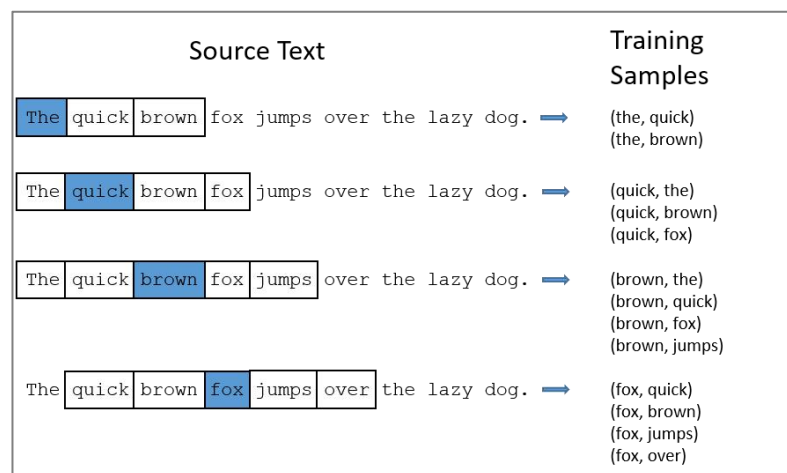 Source Text
Training
Samples
The quick brown fox jumps over the lazy dog.
(the, quick)
(the, brown)
The quick brown fox jumps over the lazy dog.
(quick, the)
(quick, brown)
(quick, fox)
The quick brown fox jumps over the lazy dog.
(brown, the)
(brown, quick)
(brown, fox)
(brown, jumps)
The quick brown fox jumps over the lazy dog.
(fox, quick)
(fox, brown)
(fox, jumps)
(fox, over)